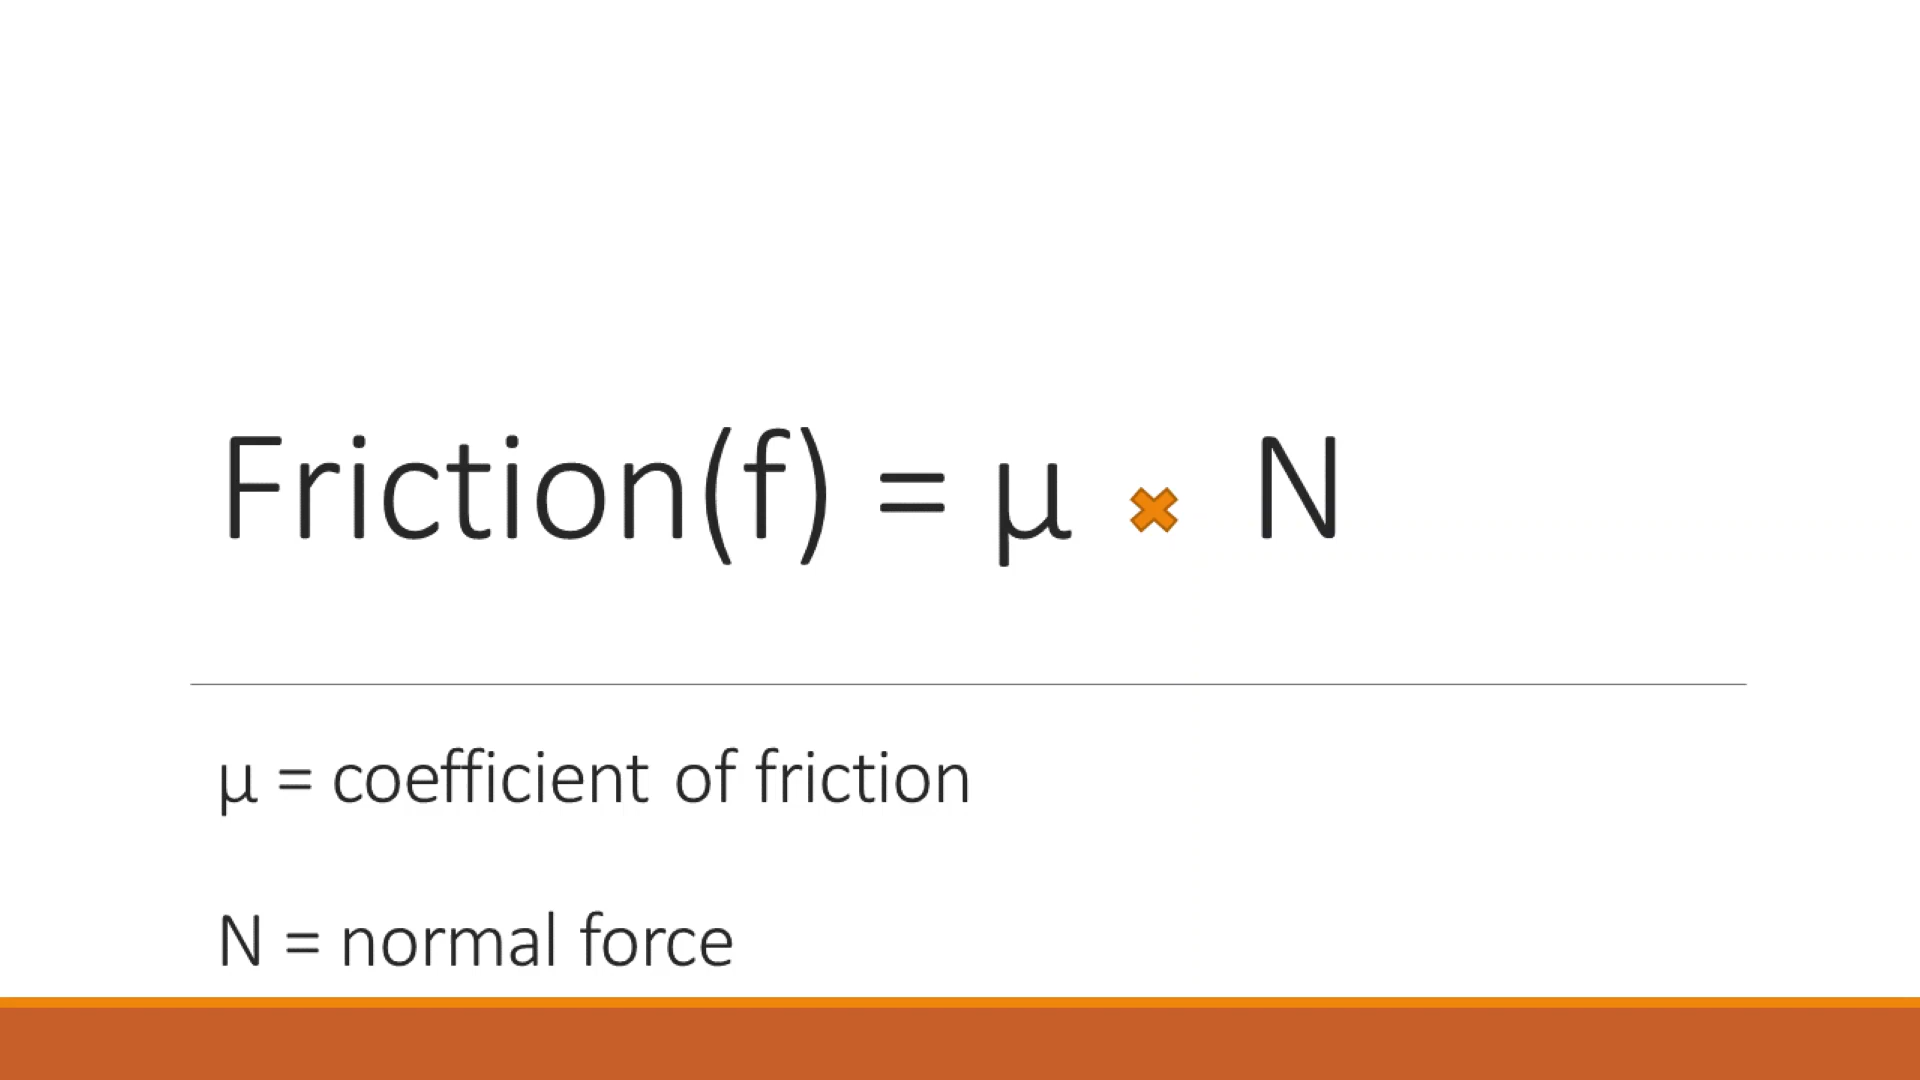 Friction(f) = μ ✖ N
μ = coefficient of friction
N = normal force